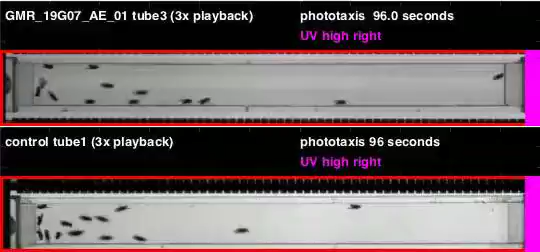 GMR_19G07_AE_01 tube3 (3x playback)
phototaxis 96.0 seconds
UV high right
control tube1 (3x playback)
phototaxis 96 seconds
UV high right